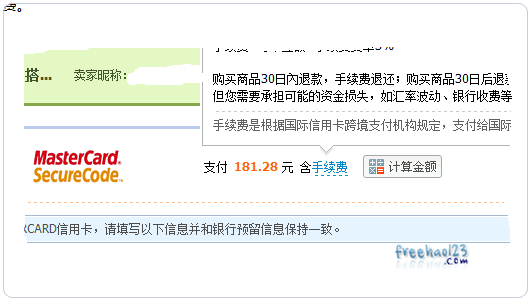 费。
搭... 卖家昵称：
购买商品30日内退款，手续费退还；购买商品30日后退
但您需要承担可能的资金损失，如汇率波动、银行收费等
手续费是根据国际信用卡跨境支付机构规定，支付给国际
MasterCard.
SecureCode™
支付 181.28 元 含手续费 计算金额
CARD信用卡，请填写以下信息并和银行预留信息保持一致。
freehao123
.com